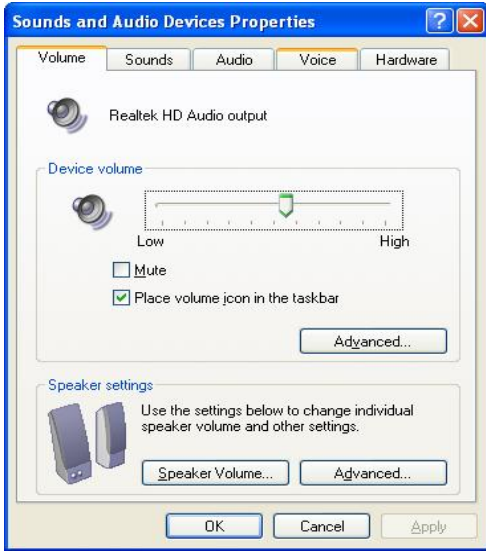 Sounds and Audio Devices Properties
Volume Sounds Audio Voice Hardware
Realtek HD Audio output
Device volume
Low High
Mute
Place volume icon in the taskbar
Advanced...
Speaker settings
Use the settings below to change individual
speaker volume and other settings.
Speaker Volume... Advanced...
OK Cancel Apply